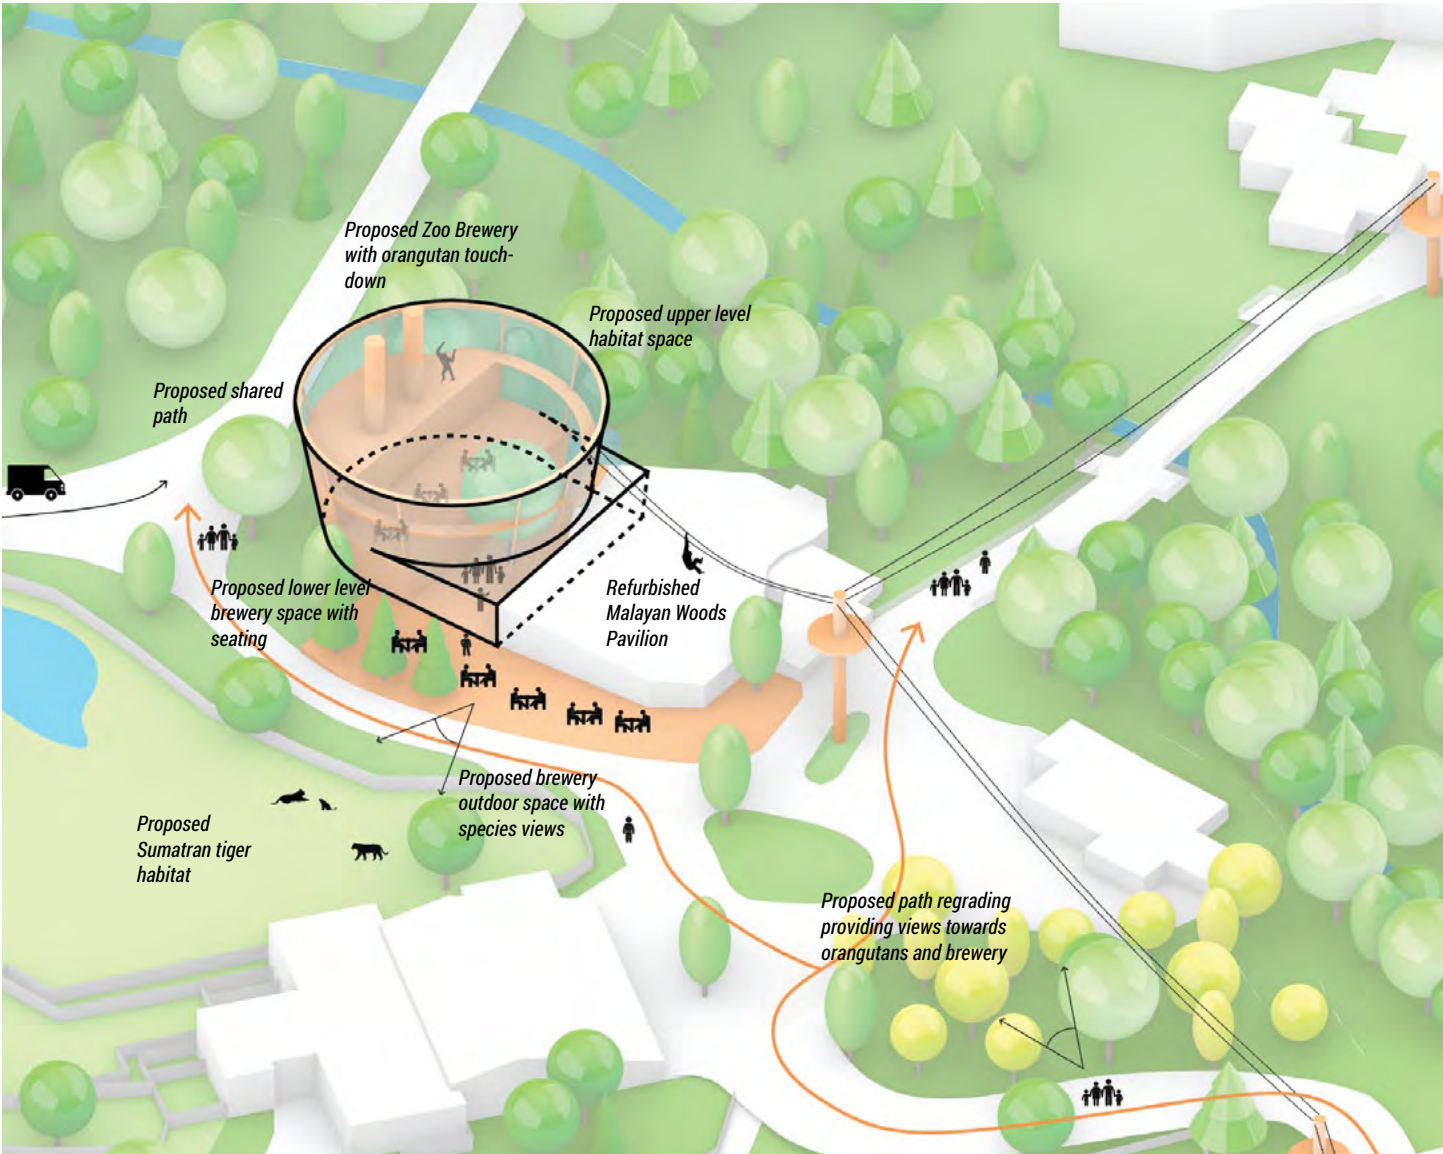 Proposed Zoo Brewery
with orangutan touch-
down
Proposed upper level
habitat space
Proposed shared
path
Proposed lower level
brewery space with
seating
Refurbished
Malayan Woods
Pavilion
Proposed brewery
outdoor space with
species views
Proposed
Sumatran tiger
habitat
Proposed path regrading
providing views towards
orangutans and brewery